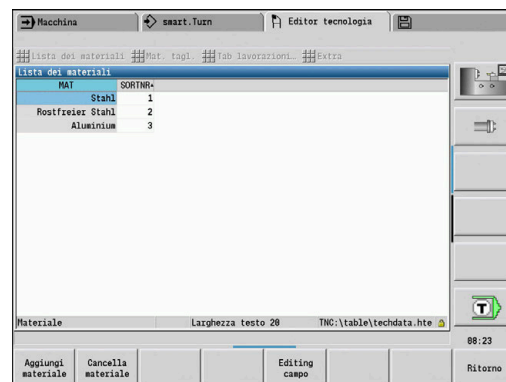 Macchina smart.Turn Editor tecnologia
Lista dei materiali Mat. tagl. Tab lavorazioni… Extra
Lista dei materiali
MAT SORTNR
Stahl 1
Rostfreier Stahl 2
Aluminium 3
Materiale Larghezza testo 20 TNC:\table\techdata.hte
T
08:23
Aggiungi materiale
Cancella materiale
Editing campo
Ritorno